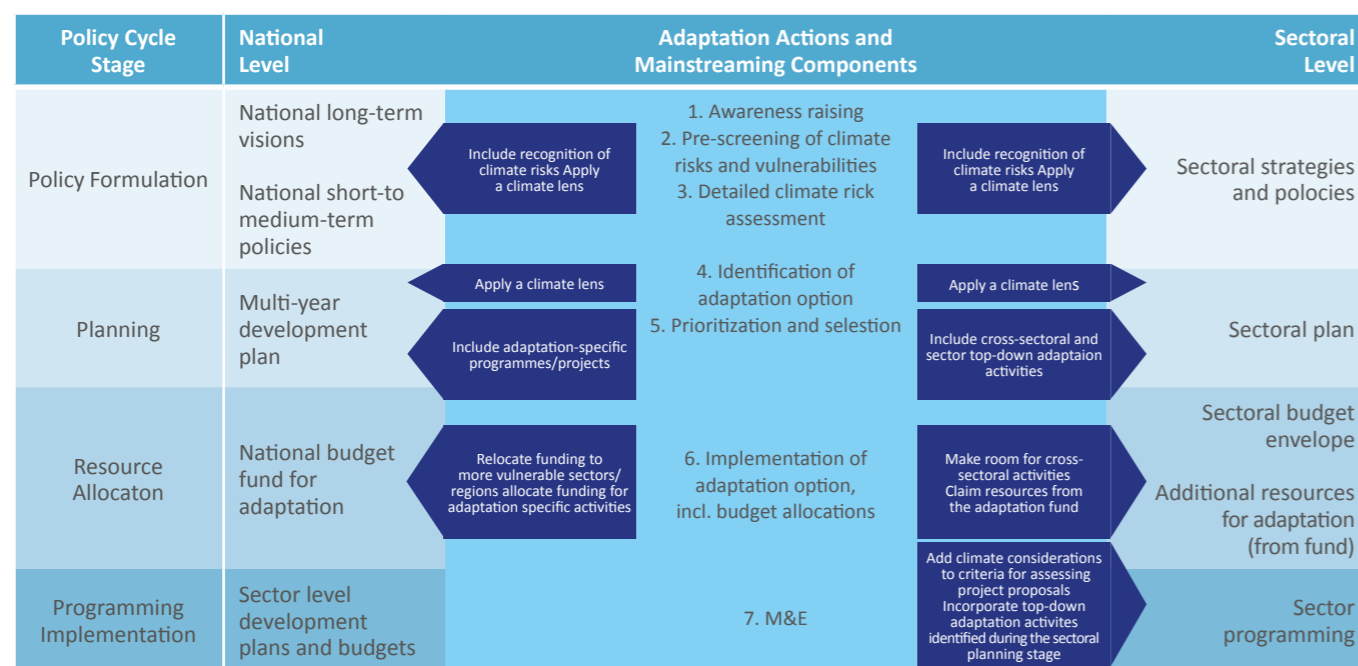 Policy Cycle
Stage
National
Level
Adaptation Actions and
Mainstreaming Components
Sectoral
Level
Policy Formulation
National long-term
visions
National short-to
medium-term
policies
Include recognition of
climate risks Apply
a climate lens
1. Awareness raising
2. Pre-screening of climate
risks and vulnerabilities
3. Detailed climate rick
assessment
Include recognition of
climate risks Apply
a climate lens
Sectoral strategies
and polocies
Planning
Multi-year
development
plan
Apply a climate lens
Include adaptation-specific
programmes/projects
4. Identification of
adaptation option
5. Prioritization and selestion
Apply a climate lens
Include cross-sectoral and
sector top-down adaptaion
activities
Sectoral plan
Resource
Allocaton
National budget
fund for
adaptation
Relocate funding to
more vulnerable sectors/
regions allocate funding for
adaptation specific activities
6. Implementation of
adaptation option,
incl. budget allocations
Make room for cross-
sectoral activities
Claim resources from
the adaptation fund
Sectoral budget
envelope
Additional resources
for adaptation
(from fund)
Programming
Implementation
Sector level
development
plans and budgets
7. M&E
Add climate considerations
to criteria for assessing
project proposals
Incorporate top-down
adaptation activites
identified during the sectoral
planning stage
Sector
programming